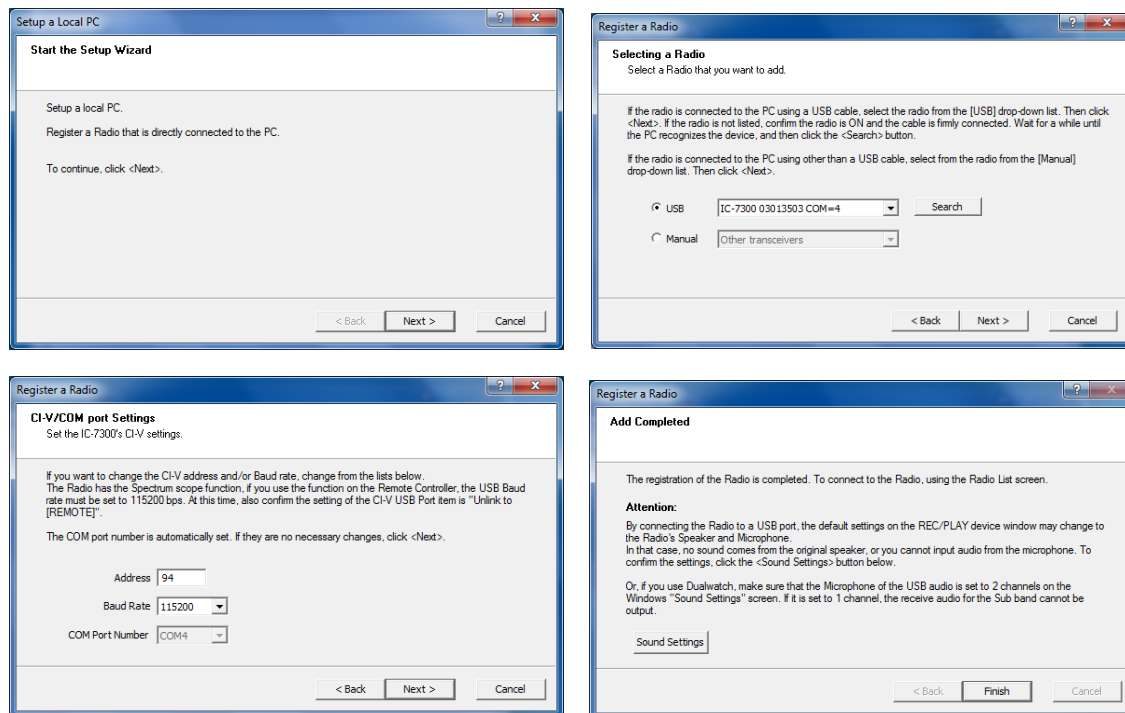 Setup a Local PC
Start the Setup Wizard
Setup a local PC.
Register a Radio that is directly connected to the PC.
To continue, click <Next>.
< Back
Next >
Cancel
Register a Radio
Selecting a Radio
Select a Radio that you want to add.
If the radio is connected to the PC using a USB cable, select the radio from the [USB] drop-down list. Then click
<Next>. If the radio is not listed, confirm the radio is ON and the cable is firmly connected. Wait for a while until
the PC recognizes the device, and then click the <Search> button.
If the radio is connected to the PC using other than a USB cable, select from the radio from the [Manual]
drop-down list. Then click <Next>.
USB
IC-7300 03013503 COM=4
Search
Manual
Other transceivers
< Back
Next >
Cancel
Register a Radio
CI-V/COM port Settings
Set the IC-7300's CI-V settings.
If you want to change the CI-V address and/or Baud rate, change from the lists below.
The Radio has the Spectrum scope function, if you use the function on the Remote Controller, the USB Baud
rate must be set to 115200 bps. At this time, also confirm the setting of the CI-V USB Port item is "Unlink to
[REMOTE]".
The COM port number is automatically set. If they are no necessary changes, click <Next>.
Address
94
Baud Rate
115200
COM Port Number
COM4
< Back
Next >
Cancel
Register a Radio
Add Completed
The registration of the Radio is completed. To connect to the Radio, using the Radio List screen.
Attention:
By connecting the Radio to a USB port, the default settings on the REC/PLAY device window may change to
the Radio's Speaker and Microphone.
In that case, no sound comes from the original speaker, or you cannot input audio from the microphone. To
confirm the settings, click the <Sound Settings> button below.
Or, if you use Dualwatch, make sure that the Microphone of the USB audio is set to 2 channels on the
Windows "Sound Settings" screen. If it is set to 1 channel, the receive audio for the Sub band cannot be
output.
Sound Settings
< Back
Finish
Cancel